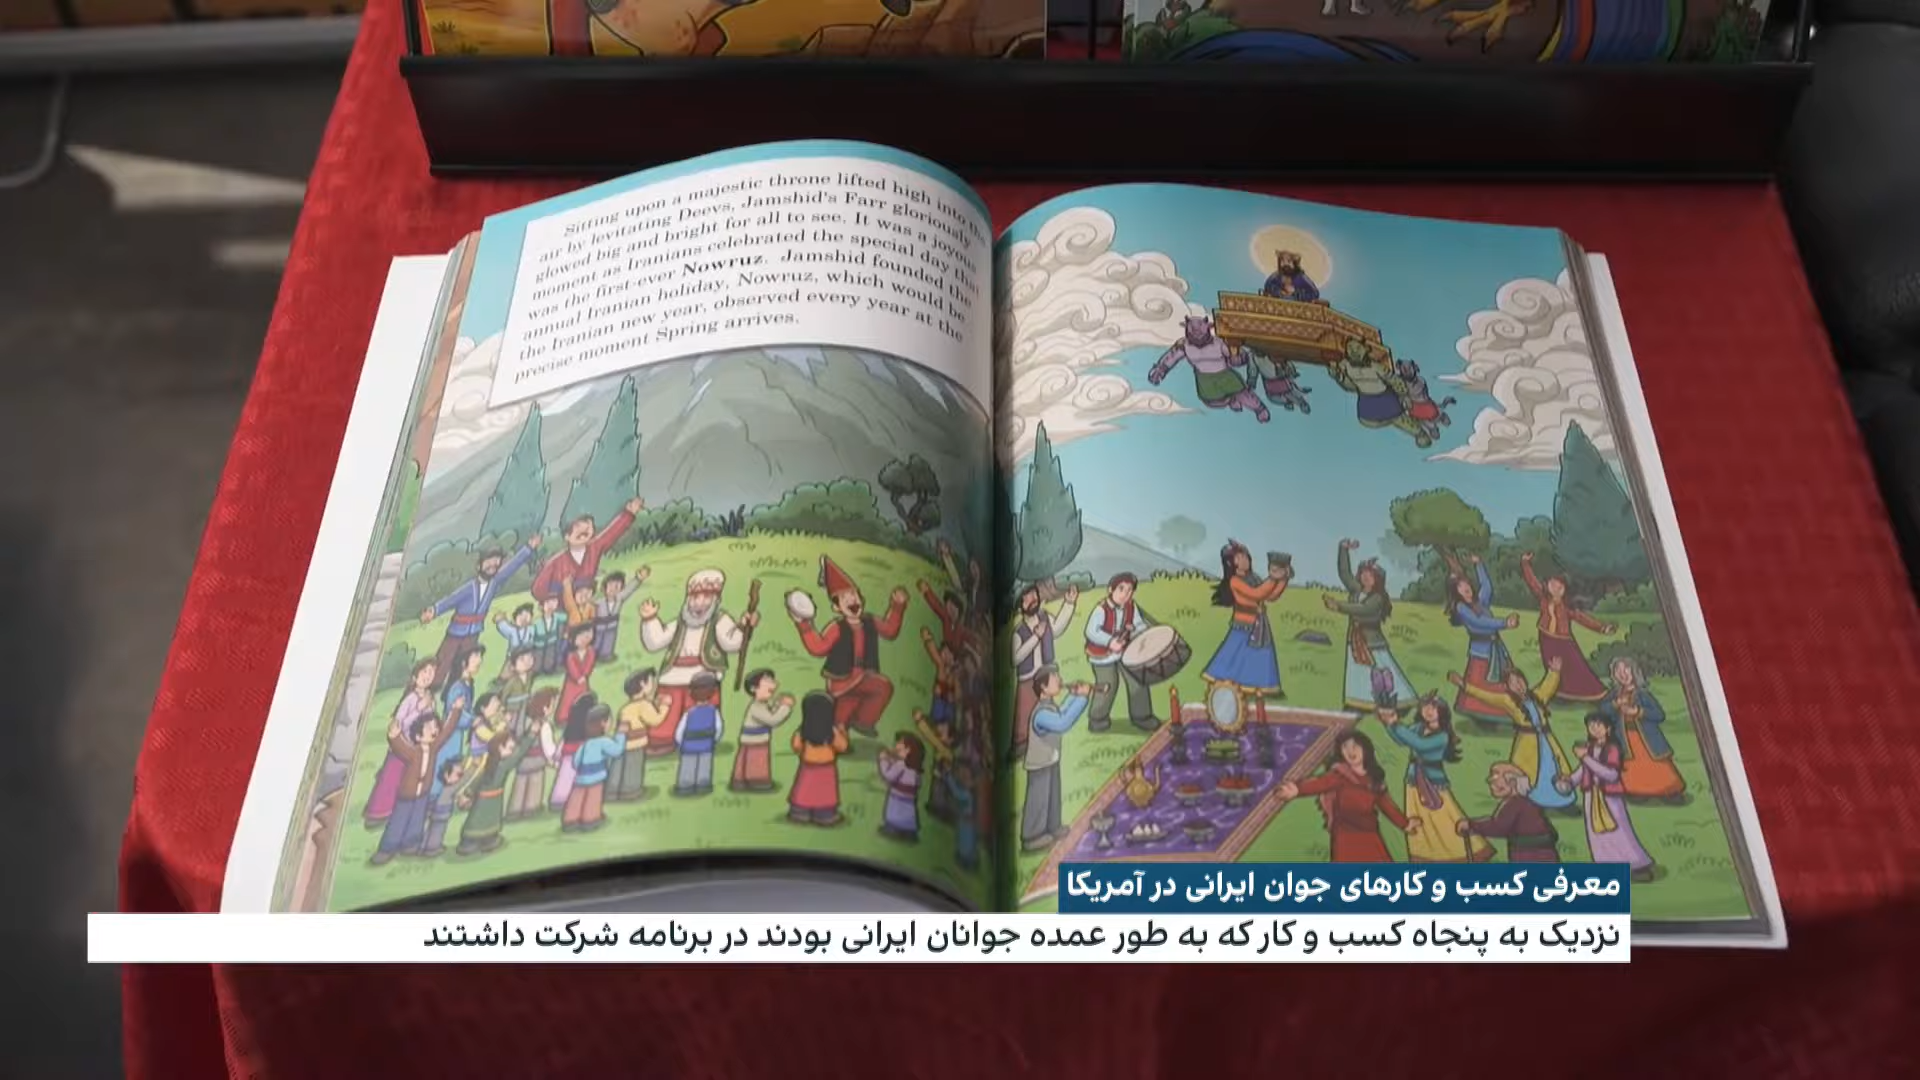 Sitting upon a majestic throne lifted high into the
air by levitating Deevs, Jamshid's Farr gloriously
glowed big and bright for all to see. It was a joyous
moment as Iranians celebrated the special day that
was the first-ever Nowruz. Jamshid founded the
annual Iranian holiday, Nowruz, which would be
the Iranian new year, observed every year at the
precise moment Spring arrives.
معرفی کسب و کارهای جوان ایرانی در آمریکا
نزدیک به پنجاه کسب و کار که به طور عمده جوانان ایرانی بودند در برنامه شرکت داشتند